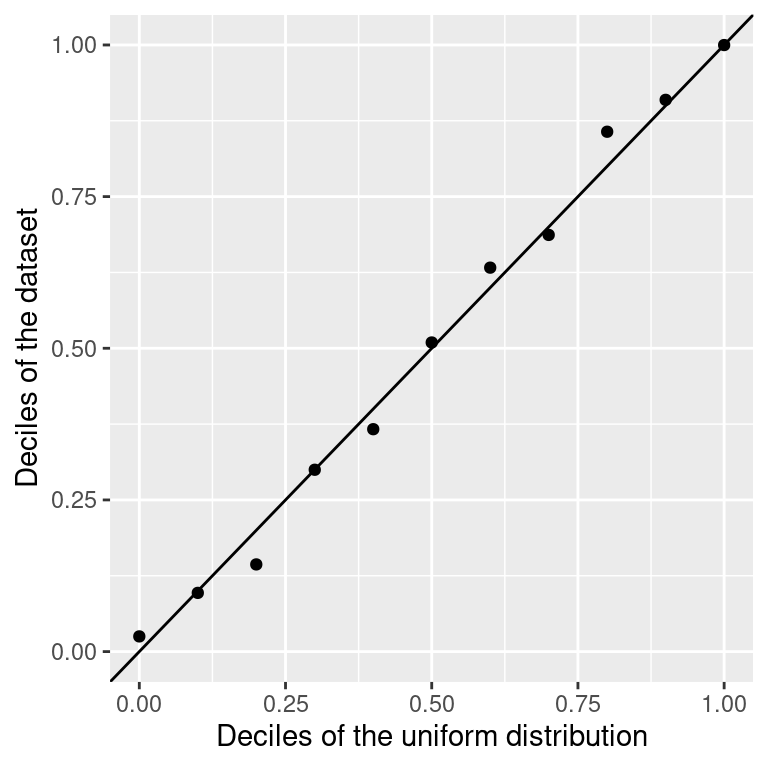 1.00
0.75
0.50
0.25
0.00
Deciles of the dataset
0.00 0.25 0.50 0.75 1.00
Deciles of the uniform distribution